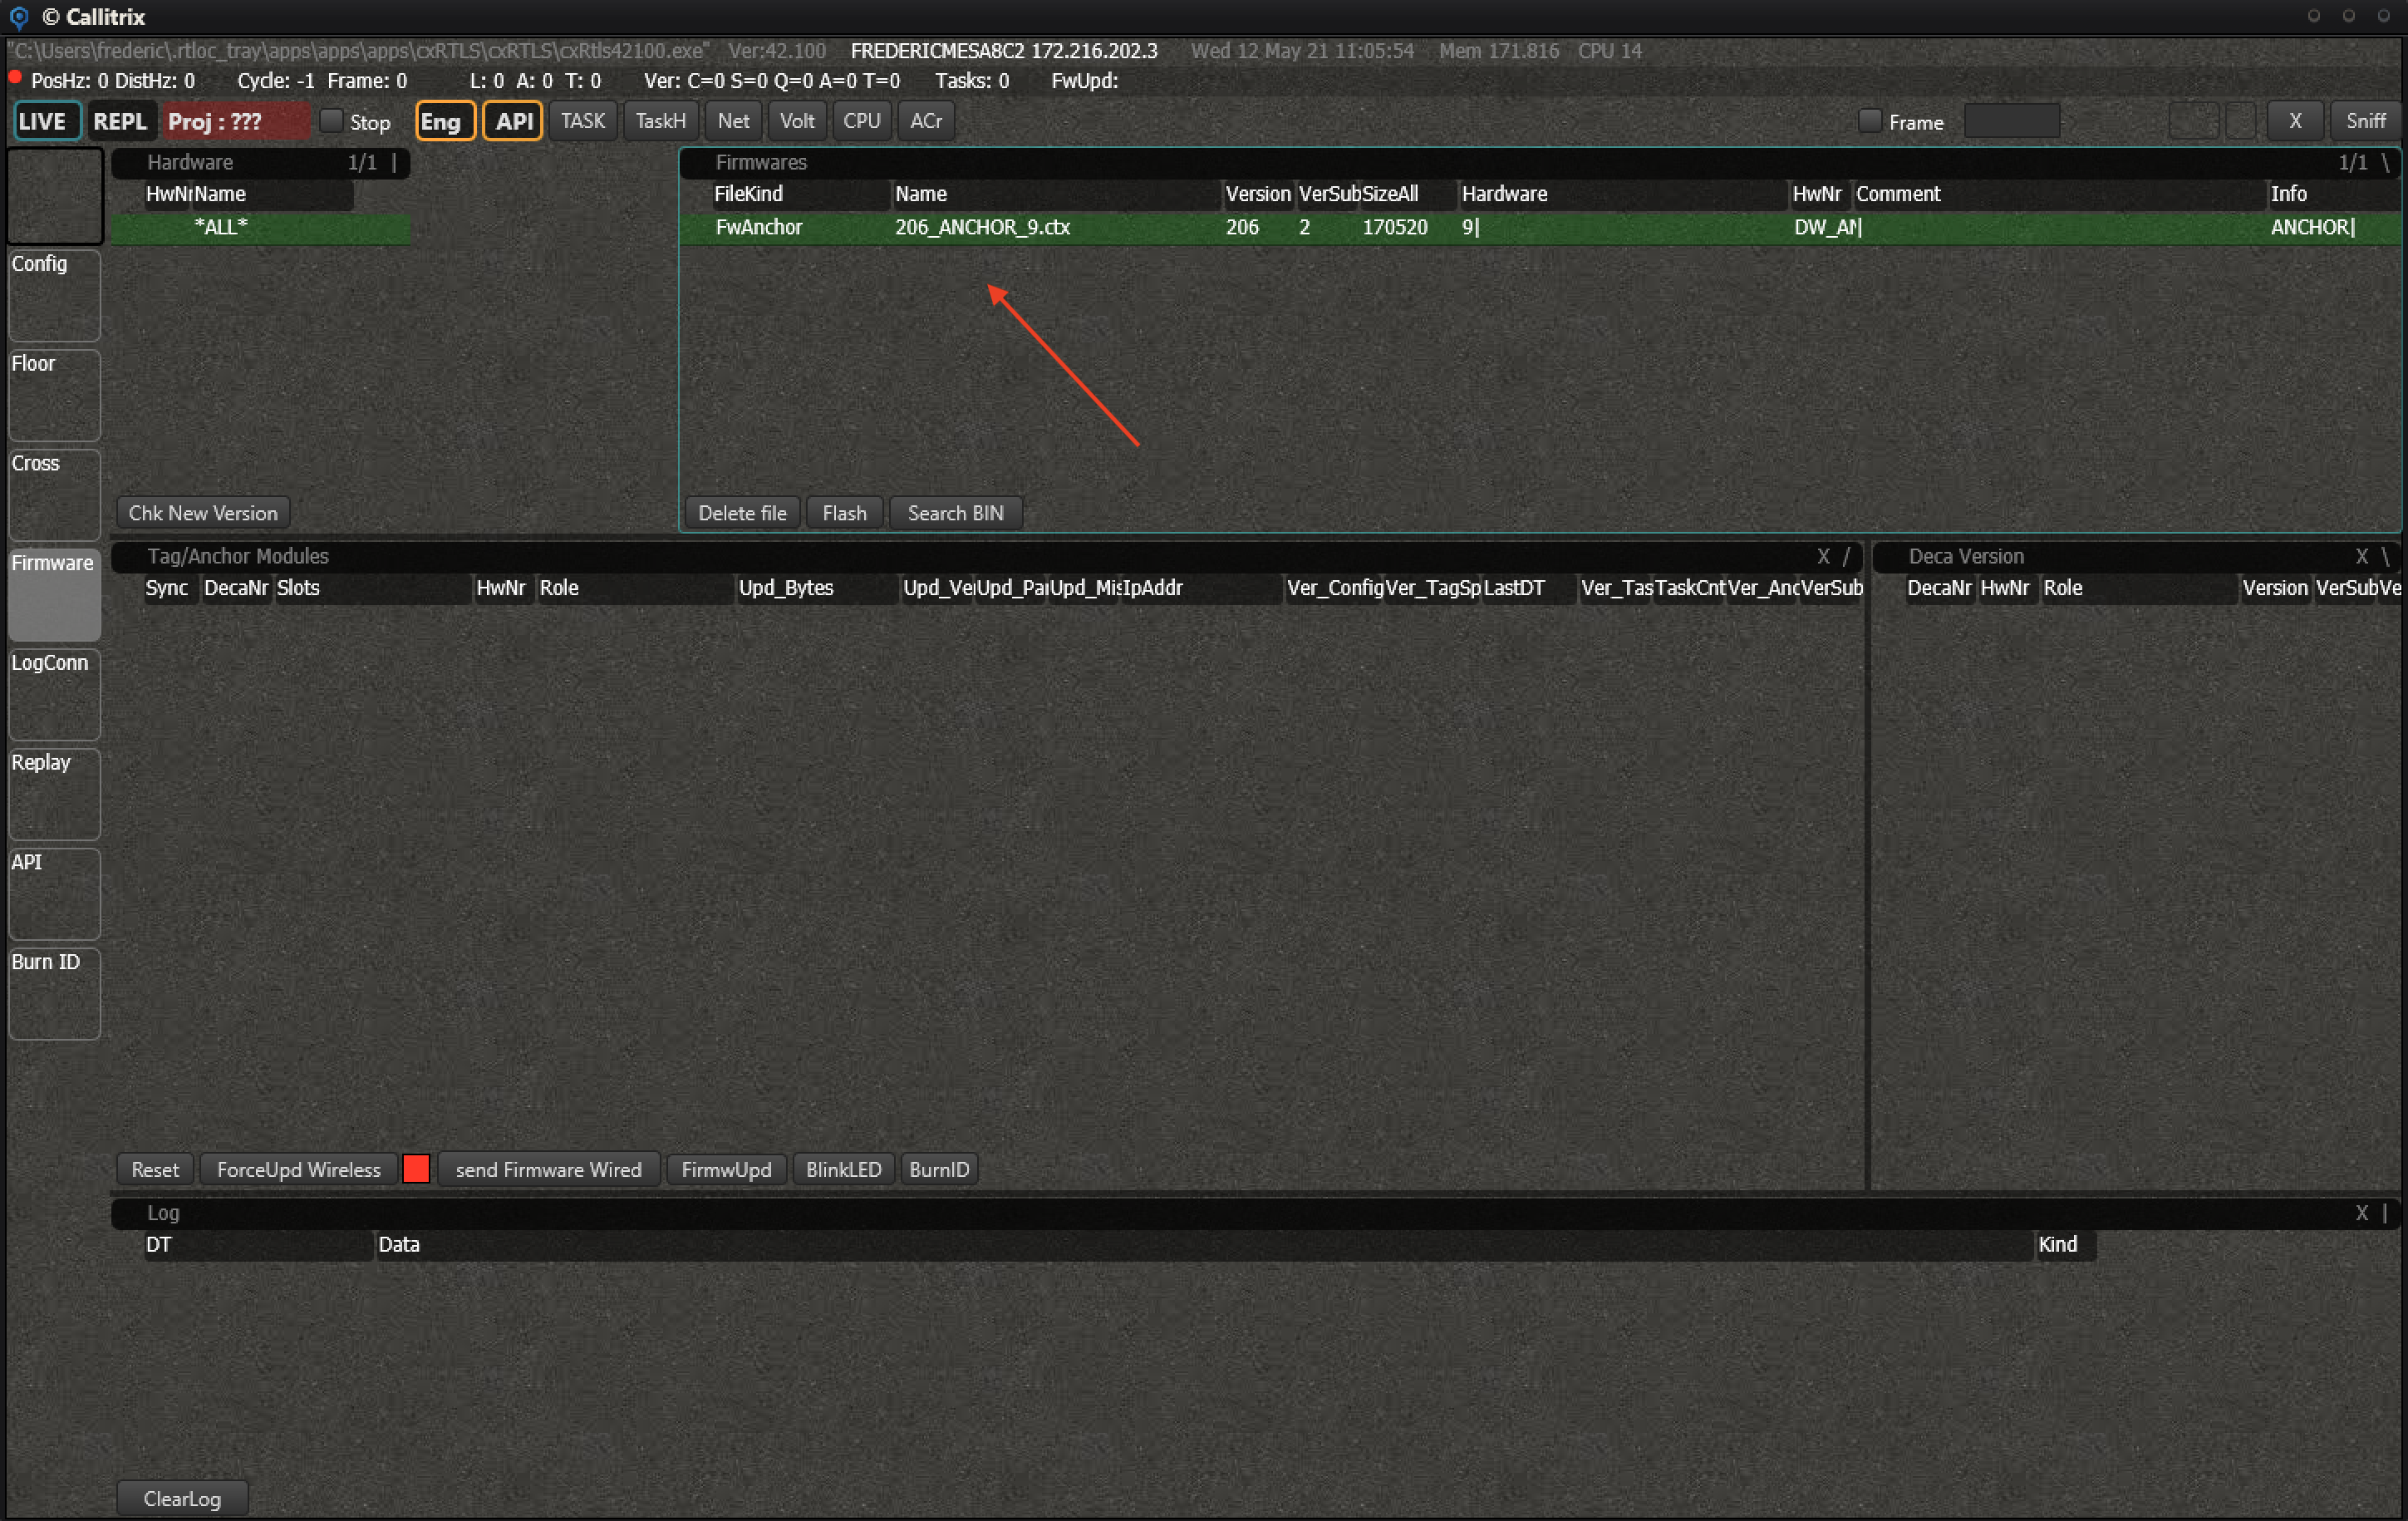 © Callitrix
"C:\Users\frederic\.rtloc_tray\apps\apps\apps\cxRTLS\cxRTLS\cxRtls42100.exe" Ver:42.100 FREDERICMESA8C2 172.216.202.3 Wed 12 May 21 11:05:54 Mem 171.816 CPU 14
PosHz: 0 DistHz: 0 Cycle: -1 Frame: 0 L: 0 A: 0 T: 0 Ver: C=0 S=0 Q=0 A=0 T=0 Tasks: 0 FwUpd:
LIVE REPL Proj : ??? Stop Eng API TASK TaskH Net Volt CPU ACr Frame X Sniff
Hardware 1/1 |
HwNr Name
*ALL*
Chk New Version
Firmwares 1/1 \
FileKind Name Version VerSub SizeAll Hardware HwNr Comment Info
FwAnchor 206_ANCHOR_9.ctx 206 2 170520 9| DW_AN| ANCHOR|
Delete file Flash Search BIN
Config
Floor
Cross
Firmware
LogConn
Replay
API
Burn ID
Tag/Anchor Modules X /
Sync DecaNr Slots HwNr Role Upd_Bytes Upd_Ver Upd_Par Upd_Mis IpAddr Ver_Config Ver_TagSp LastDT Ver_Tas TaskCnt Ver_Anc VerSub
Reset ForceUpd Wireless send Firmware Wired FirmwUpd BlinkLED BurnID
Deca Version X \
DecaNr HwNr Role Version VerSub Ve
Log X |
DT Data Kind
ClearLog